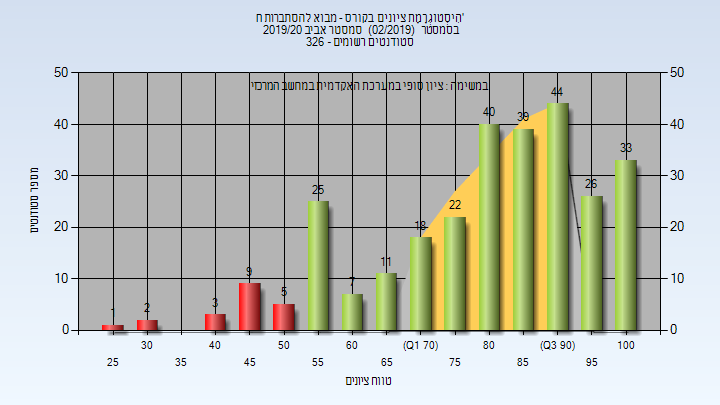 'היסטוגרמת ציונים בקורס - מבוא להסתברות ח
בסמסטר (02/2019) סמסטר אביב 2019/20
סטודנטים רשומים - 326
במשימה : ציון סופי במערכת האקדמית במחשב המרכזי
מספר סטודנטים
50 50
40 40
30 30
20 20
10 10
0 0
1 2 3 9 5 25 7 11 18 22 40 39 44 26 33
30 40 50 60 (Q1 70) 80 (Q3 90) 100
25 35 45 55 65 75 85 95
טווח ציונים